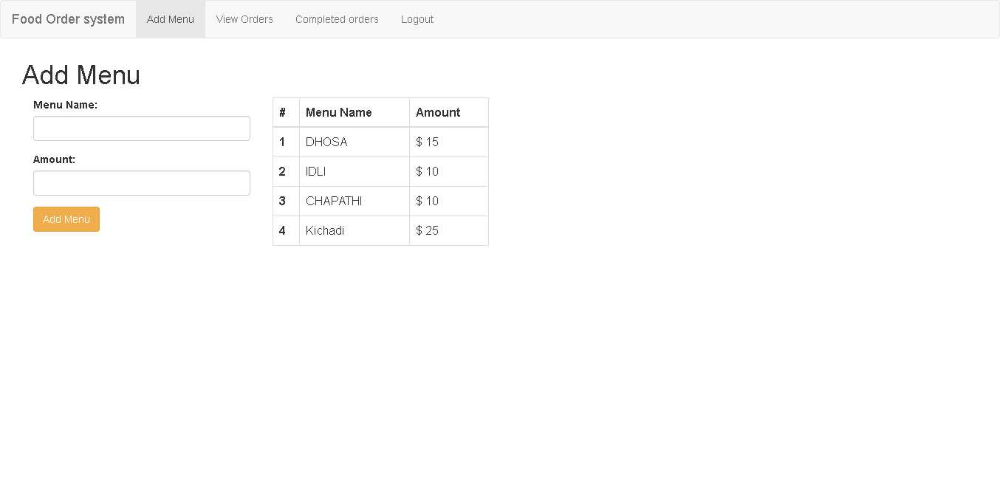 Food Order system Add Menu View Orders Completed orders Logout
Add Menu
Menu Name:
Amount:
Add Menu
# Menu Name Amount
1 DHOSA $ 15
2 IDLI $ 10
3 CHAPATHI $ 10
4 Kichadi $ 25